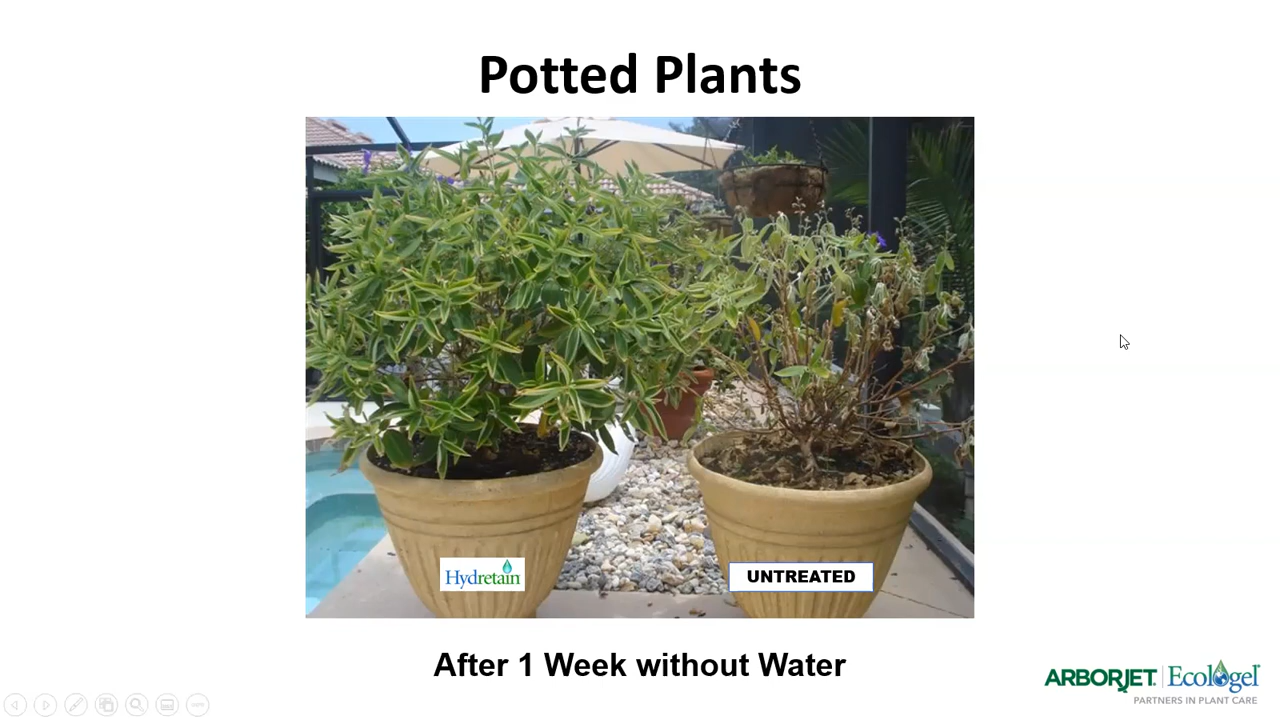 Potted Plants
Hydretain
UNTREATED
After 1 Week without Water
ARBORJET Ecologel
PARTNERS IN PLANT CARE